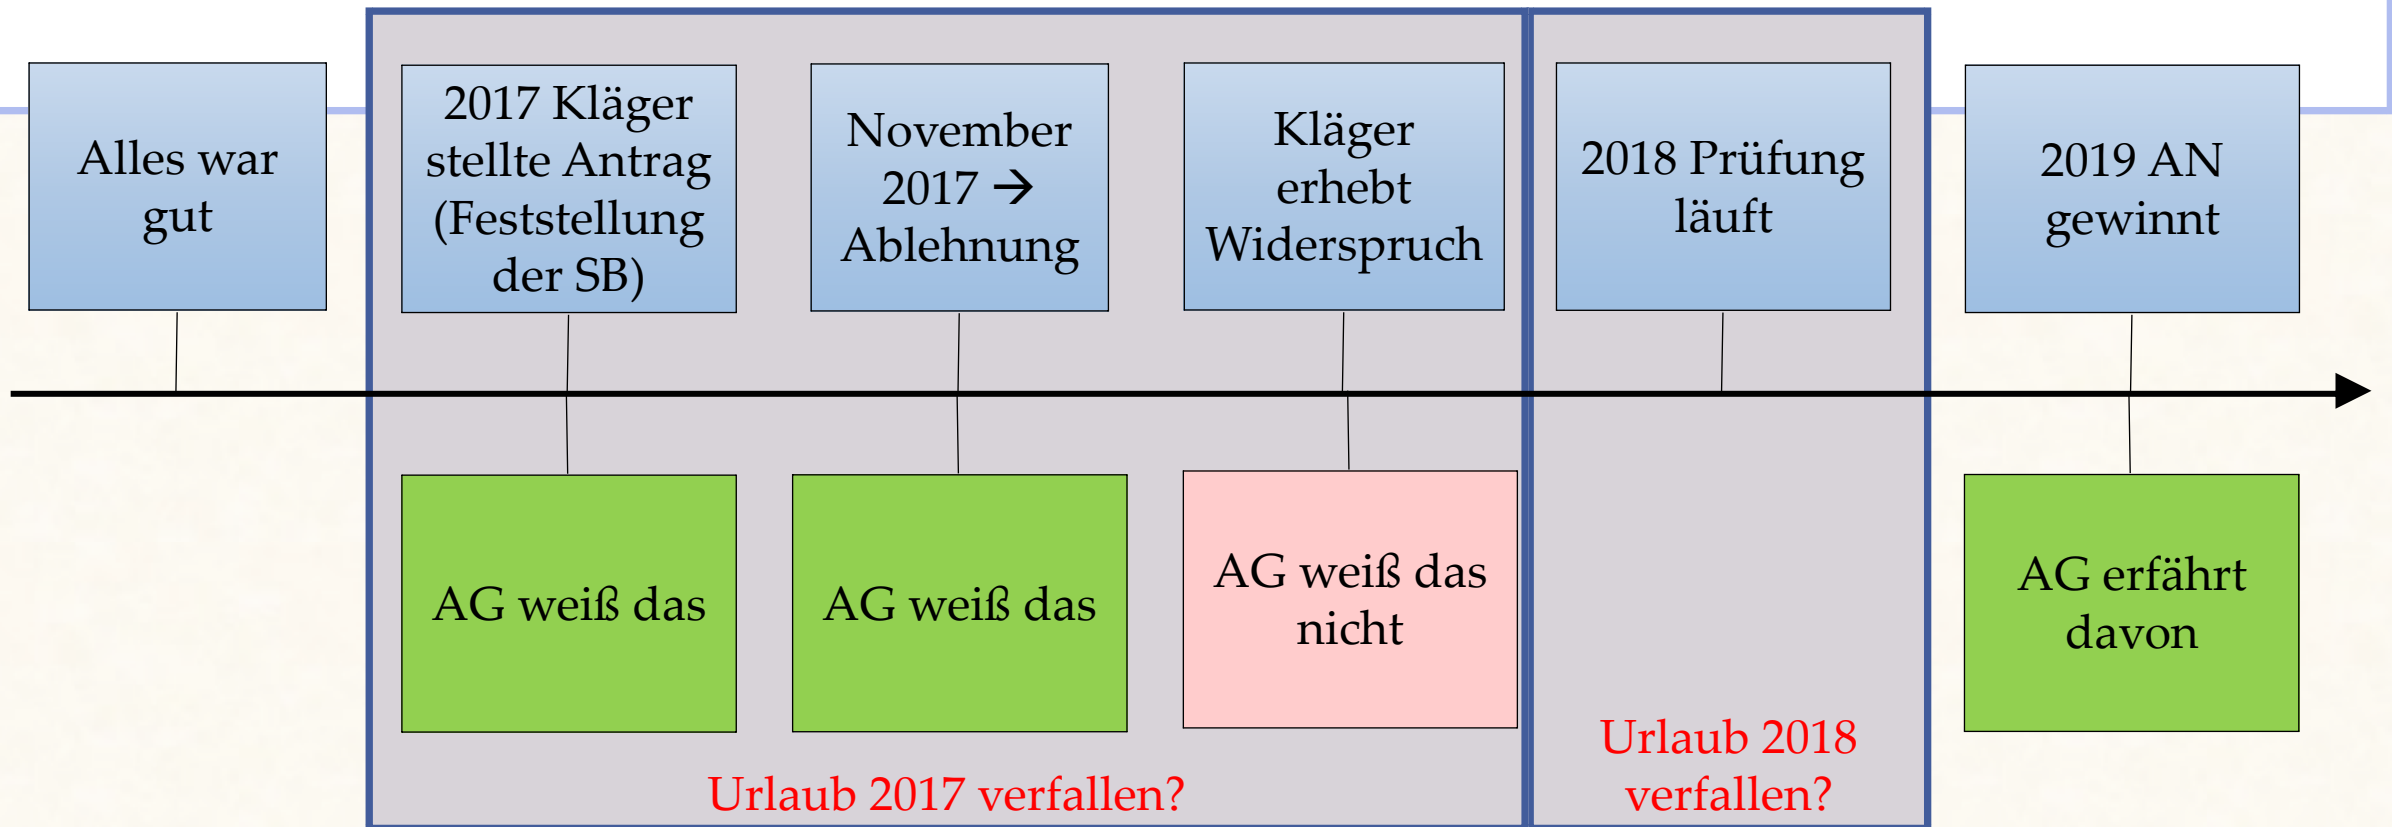 Alles war
gut
2017 Kläger
stellte Antrag
(Feststellung
der SB)
November
2017 →
Ablehnung
Kläger
erhebt
Widerspruch
2018 Prüfung
läuft
2019 AN
gewinnt
AG weiß das
AG weiß das
AG weiß das
nicht
AG erfährt
davon
Urlaub 2017 verfallen?
Urlaub 2018
verfallen?